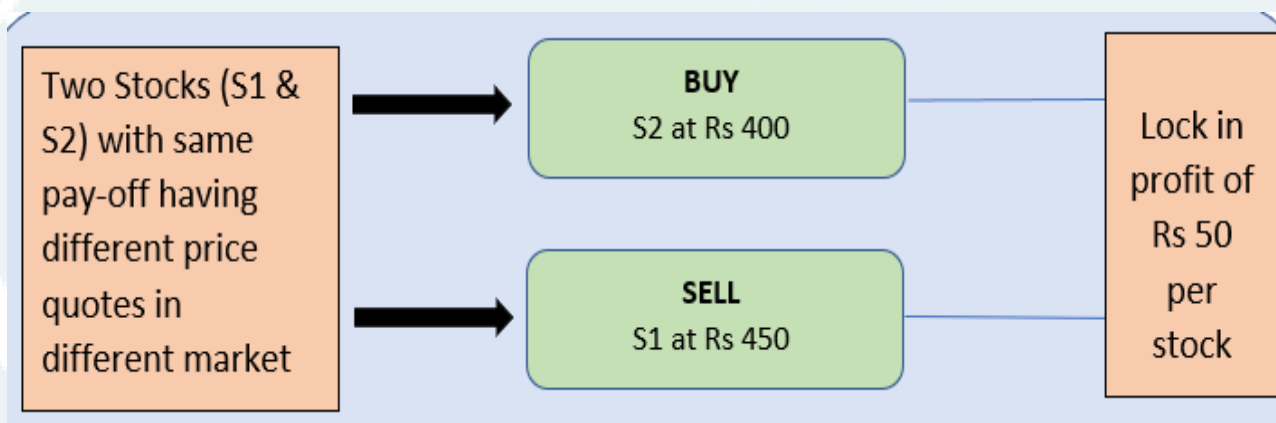 Two Stocks (S1 &
S2) with same
pay-off having
different price
quotes in
different market
BUY
S2 at Rs 400
SELL
S1 at Rs 450
Lock in
profit of
Rs 50
per
stock